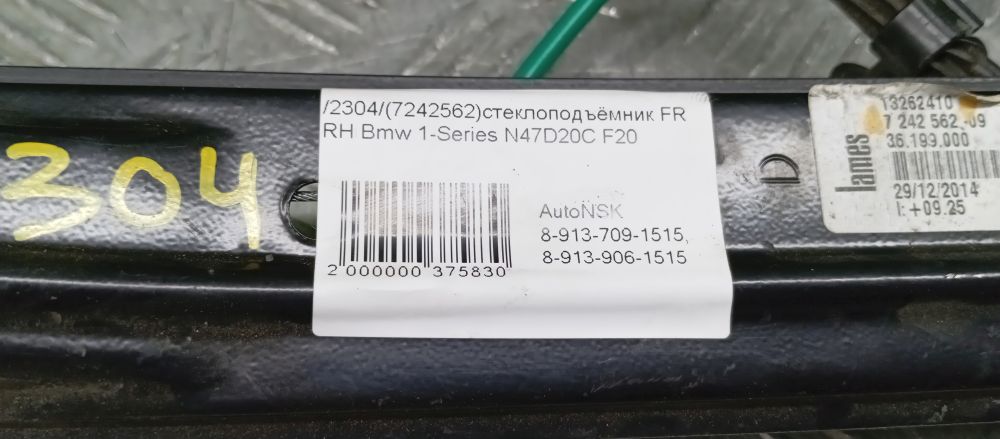 304
/2304/(7242562)стеклоподъёмник FR
RH Bmw 1-Series N47D20C F20
AutoNSK
8-913-709-1515,
8-913-906-1515
2 000000 375830
D
lames
13262410
7 242 562 -09
36.199.000
29/12/2014
I: +09.25